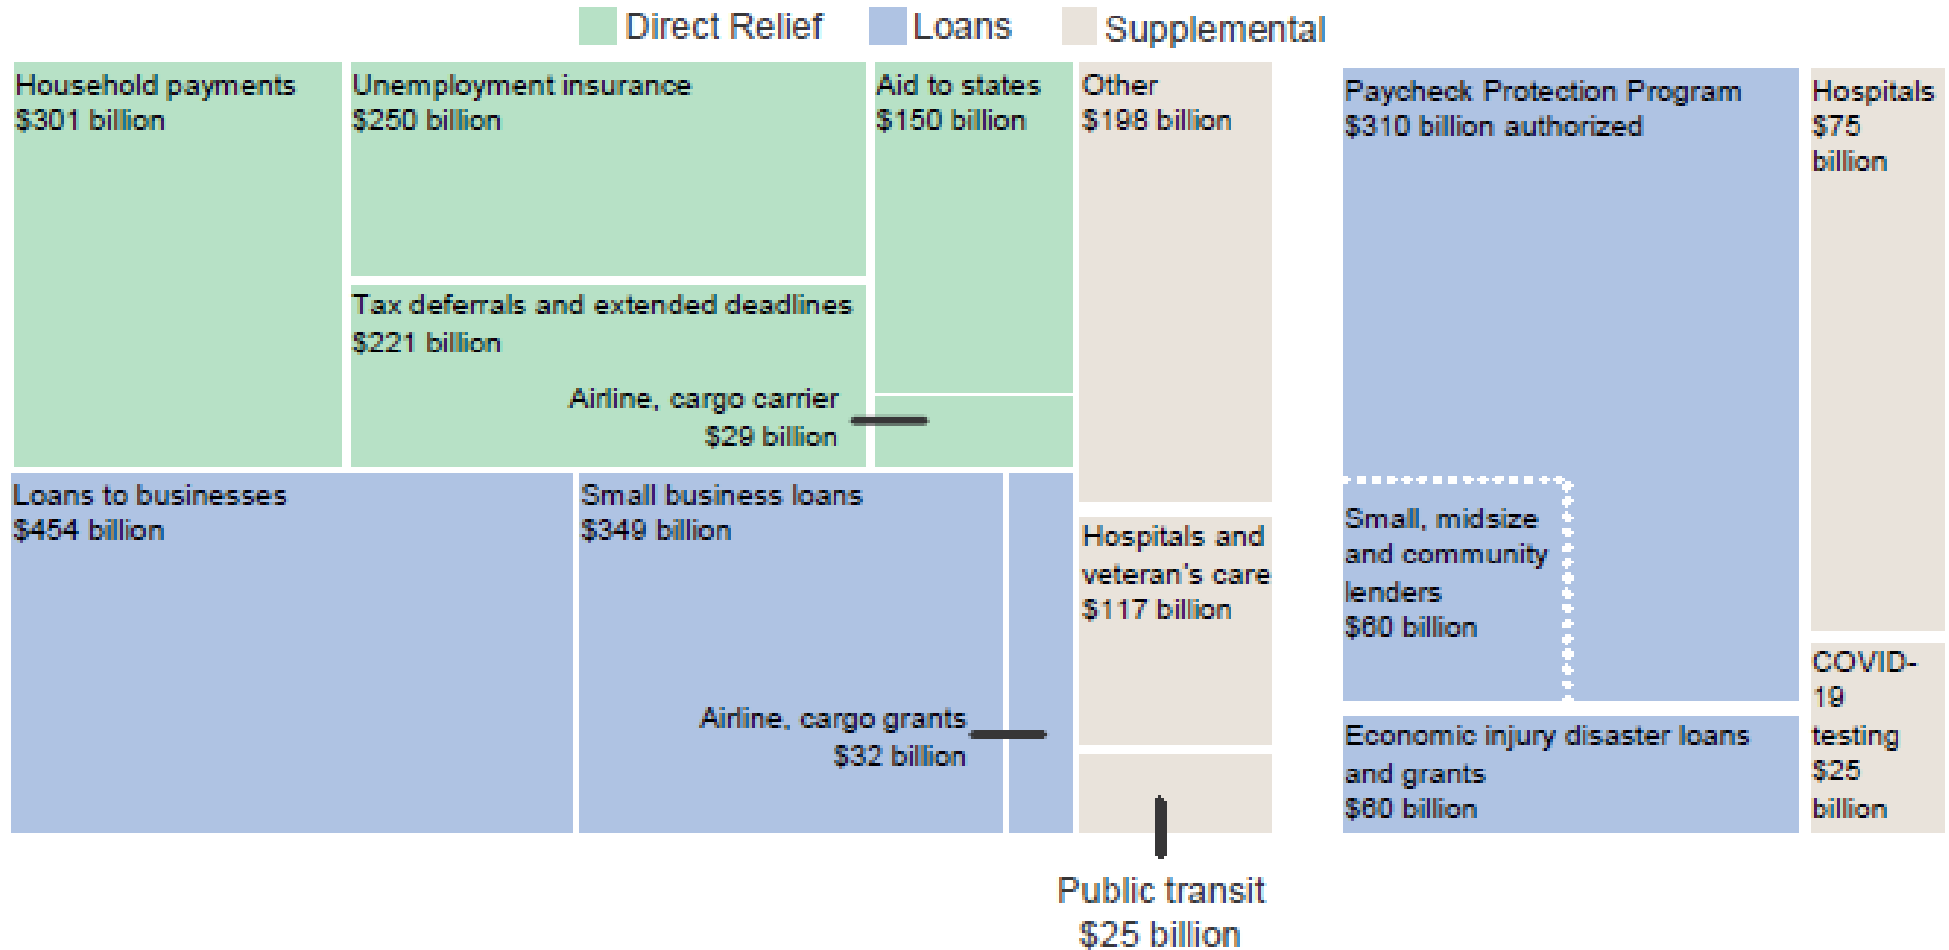 Direct Relief
Loans
Supplemental
Household payments
$301 billion
Unemployment insurance
$250 billion
Aid to states
$150 billion
Other
$198 billion
Tax deferrals and extended deadlines
$221 billion
Airline, cargo carrier
$29 billion
Loans to businesses
$454 billion
Small business loans
$349 billion
Airline, cargo grants
$32 billion
Hospitals and
veteran's care
$117 billion
Public transit
$25 billion
Paycheck Protection Program
$310 billion authorized
Small, midsize
and community
lenders
$60 billion
Economic injury disaster loans
and grants
$60 billion
Hospitals
$75
billion
COVID-
19
testing
$25
billion